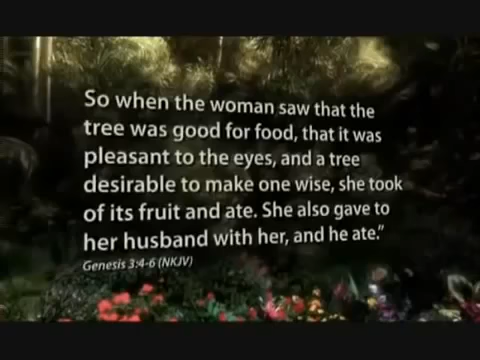 So when the woman saw that the
tree was good for food, that it was
pleasant to the eyes, and a tree
desirable to make one wise, she took
of its fruit and ate. She also gave to
her husband with her, and he ate.”
Genesis 3:4-6 (NKJV)